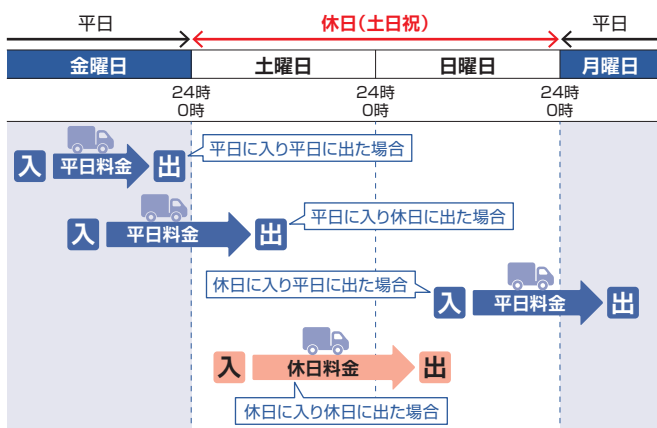 平日
休日(土日祝)
平日
金曜日
土曜日
日曜日
月曜日
24時
0時
24時
0時
24時
0時
入
平日料金
出
平日に入り平日に出た場合
入
平日料金
出
平日に入り休日に出た場合
休日に入り平日に出た場合
入
平日料金
出
入
休日料金
出
休日に入り休日に出た場合